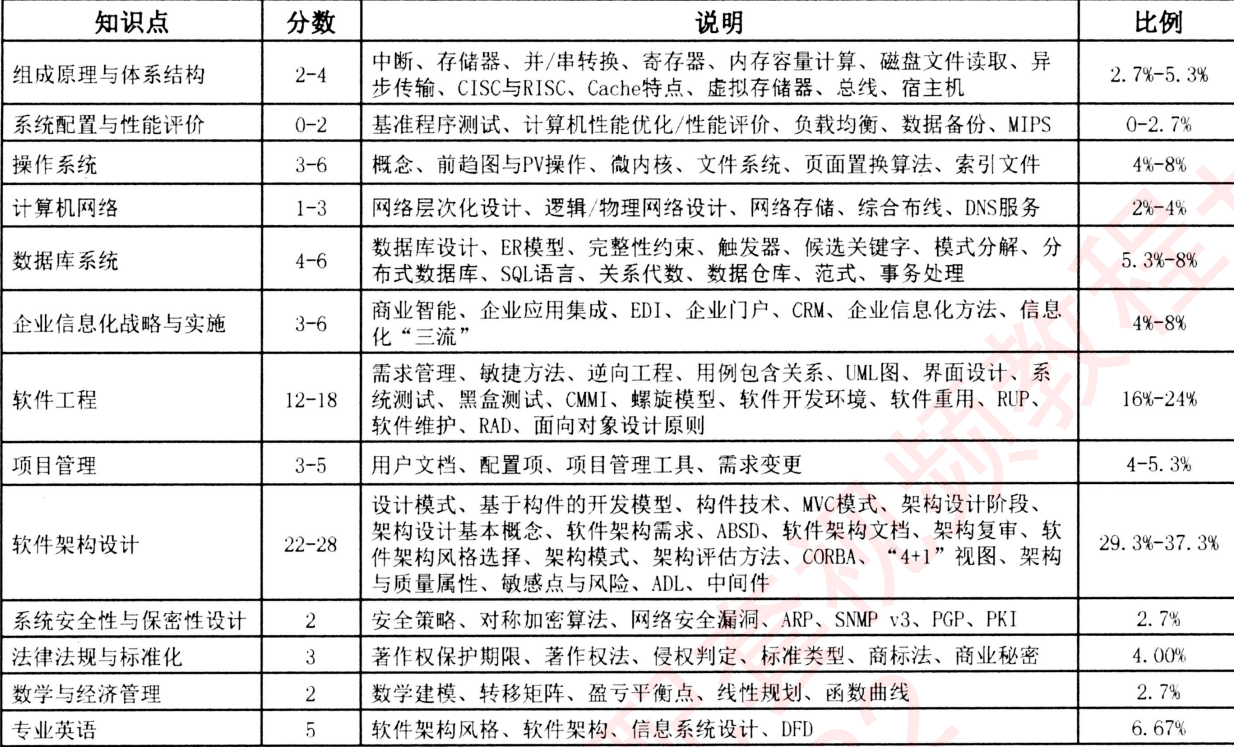 知识点 分数 说明 比例
组成原理与体系结构 2-4 中断、存储器、并/串转换、寄存器、内存容量计算、磁盘文件读取、异 2.7%-5.3%
步传输、CISC与RISC、Cache特点、虚拟存储器、总线、宿主机
系统配置与性能评价 0-2 基准程序测试、计算机性能优化/性能评价、负载均衡、数据备份、MIPS 0-2.7%
操作系统 3-6 概念、前趋图与PV操作、微内核、文件系统、页面置换算法、索引文件 4%-8%
计算机网络 1-3 网络层次化设计、逻辑/物理网络设计、网络存储、综合布线、DNS服务 2%-4%
数据库系统 4-6 数据库设计、ER模型、完整性约束、触发器、候选关键字、模式分解、分 5.3%-8%
布式数据库、SQL语言、关系代数、数据仓库、范式、事务处理
企业信息化战略与实施 3-6 商业智能、企业应用集成、EDI、企业门户、CRM、企业信息化方法、信息 4%-8%
化“三流”
软件工程 12-18 需求管理、敏捷方法、逆向工程、用例包含关系、UML图、界面设计、系 16%-24%
统测试、黑盒测试、CMMI、螺旋模型、软件开发环境、软件重用、RUP、
软件维护、RAD、面向对象设计原则
项目管理 3-5 用户文档、配置项、项目管理工具、需求变更 4-5.3%
软件架构设计 22-28 设计模式、基于构件的开发模型、构件技术、MVC模式、架构设计阶段、 29.3%-37.3%
架构设计基本概念、软件架构需求、ABSD、软件架构文档、架构复审、软
件架构风格选择、架构模式、架构评估方法、CORBA、“4+1”视图、架构
与质量属性、敏感点与风险、ADL、中间件
系统安全性与保密性设计 2 安全策略、对称加密算法、网络安全漏洞、ARP、SNMP v3、PGP、PKI 2.7%
法律法规与标准化 3 著作权保护期限、著作权法、侵权判定、标准类型、商标法、商业秘密 4.00%
数学与经济管理 2 数学建模、转移矩阵、盈亏平衡点、线性规划、函数曲线 2.7%
专业英语 5 软件架构风格、软件架构、信息系统设计、DFD 6.67%